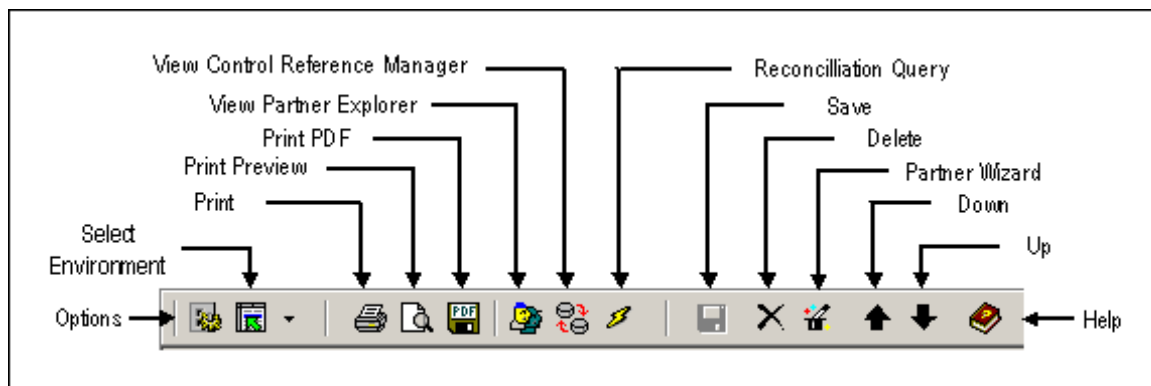 View Control Reference Manager
View Partner Explorer
Print PDF
Print Preview
Print
Select
Environment
Options
Reconcilliation Query
Save
Delete
Partner Wizard
Down
Up
Help
PDF